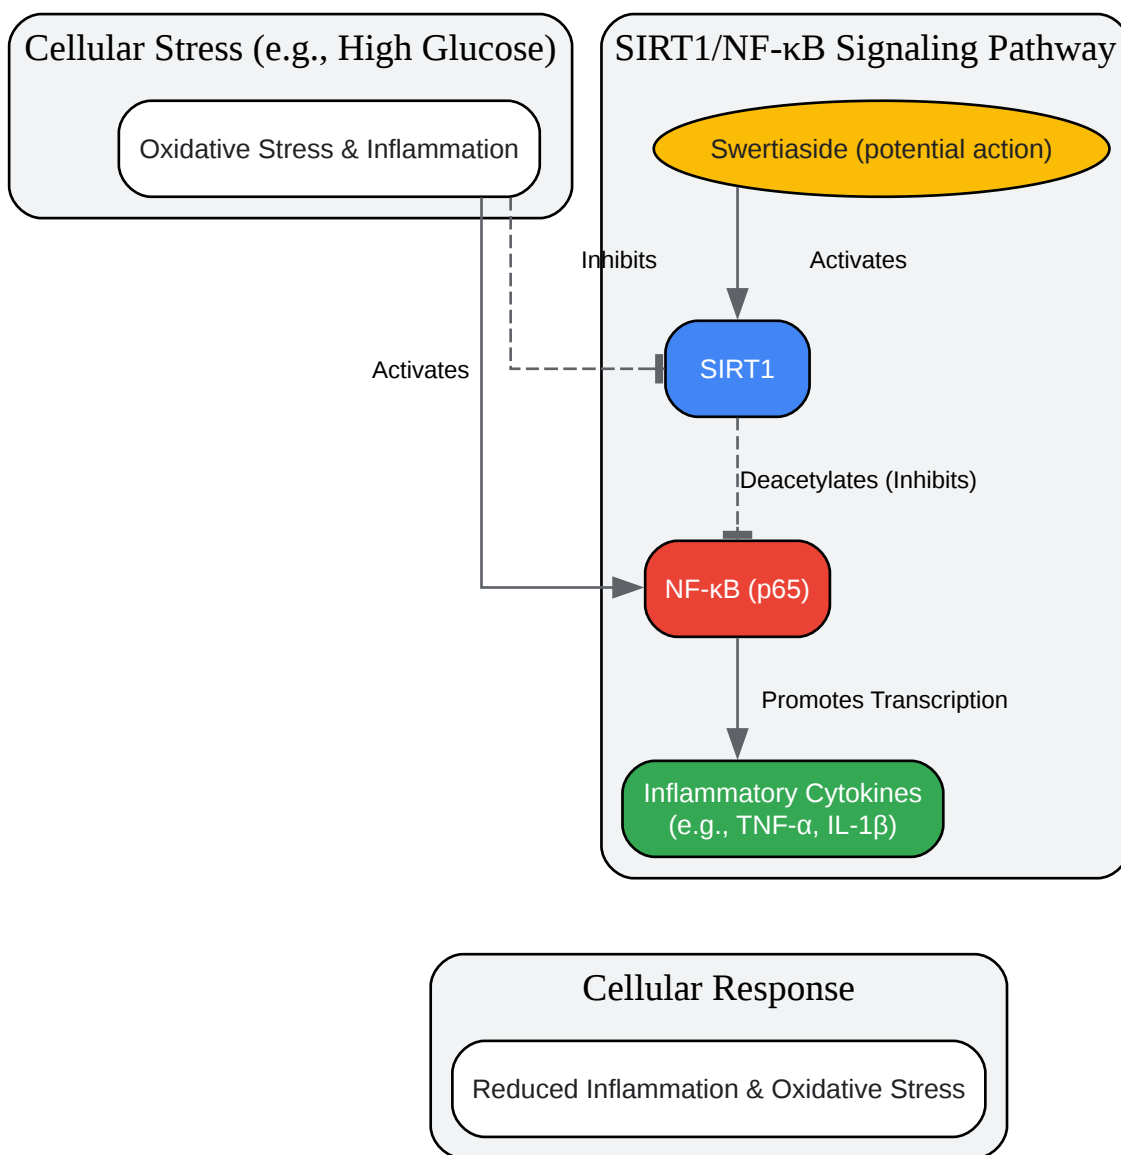 Cellular Stress (e.g., High Glucose)
SIRT1/NF-κB Signaling Pathway
Oxidative Stress & Inflammation
Swertiaside (potential action)
Inhibits
Activates
Activates
SIRT1
Deacetylates (Inhibits)
NF-κB (p65)
Promotes Transcription
Inflammatory Cytokines
(e.g., TNF-α, IL-1β)
Cellular Response
Reduced Inflammation & Oxidative Stress